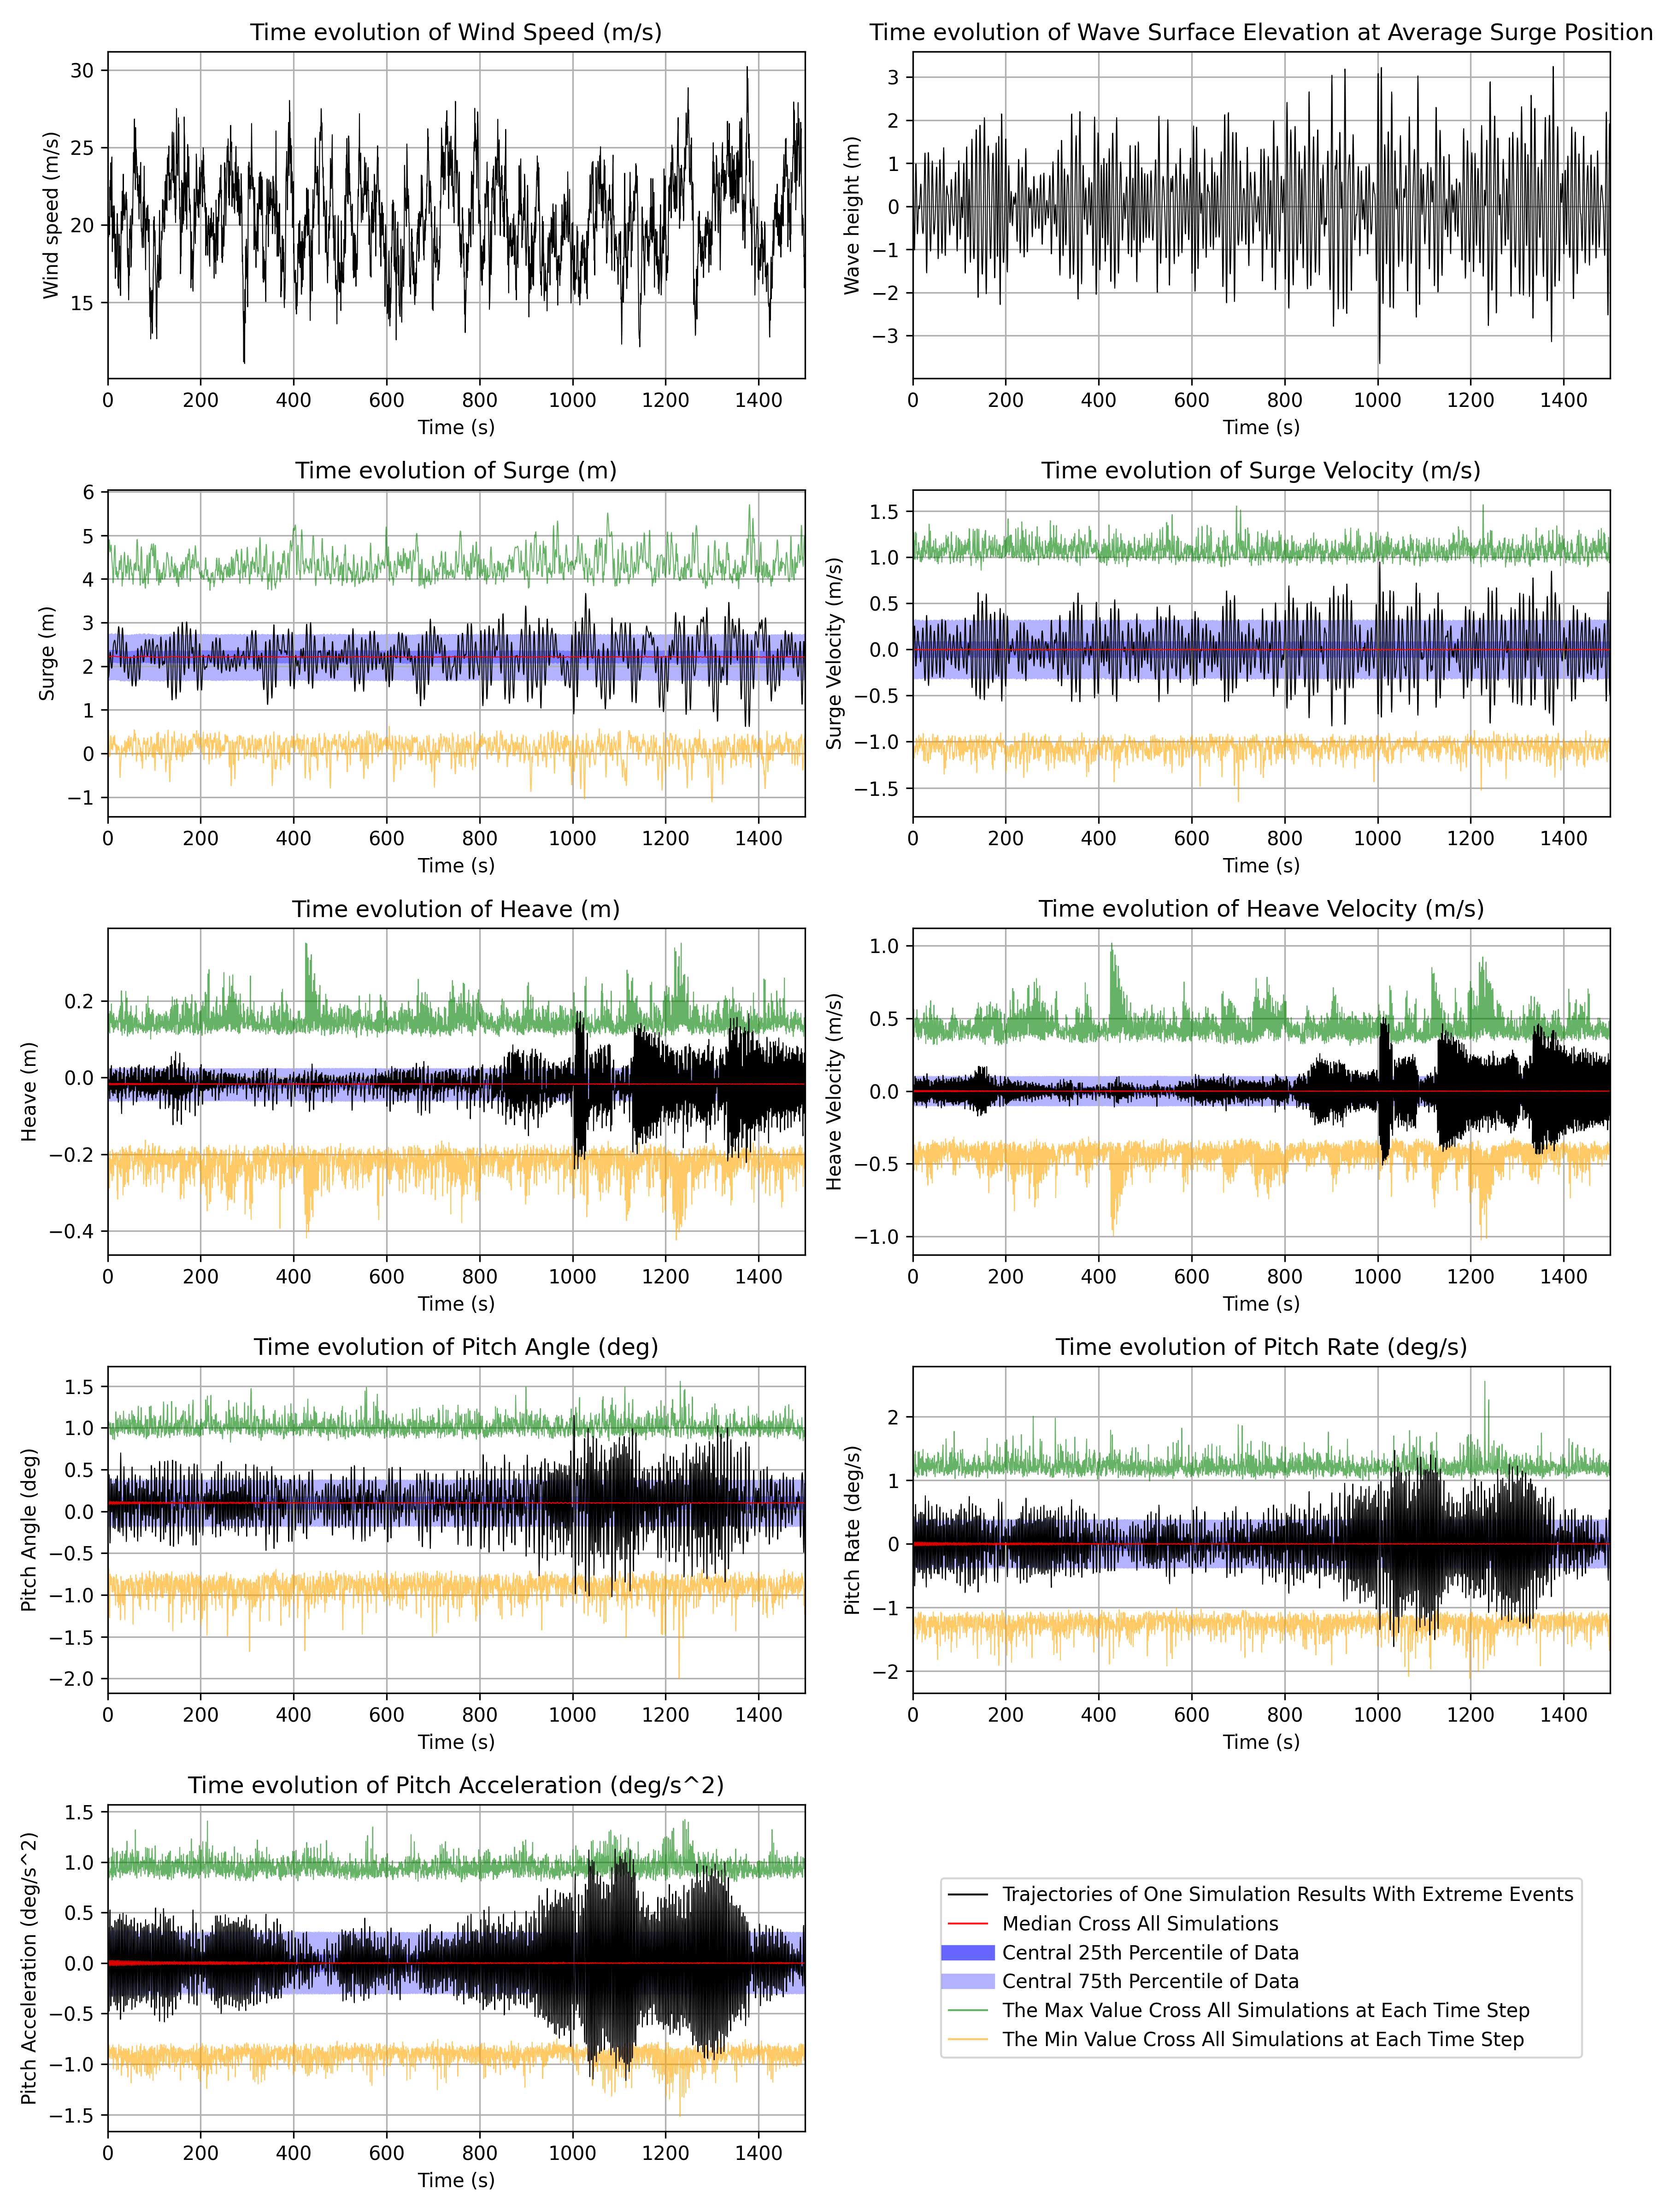 Time evolution of Wind Speed (m/s)
30
25
20
15
Wind speed (m/s)
0 200 400 600 800 1000 1200 1400
Time (s)
Time evolution of Wave Surface Elevation at Average Surge Position
3
2
1
0
−1
−2
−3
Wave height (m)
0 200 400 600 800 1000 1200 1400
Time (s)
Time evolution of Surge (m)
6
5
4
3
2
1
0
−1
Surge (m)
0 200 400 600 800 1000 1200 1400
Time (s)
Time evolution of Surge Velocity (m/s)
1.5
1.0
0.5
0.0
−0.5
−1.0
−1.5
Surge Velocity (m/s)
0 200 400 600 800 1000 1200 1400
Time (s)
Time evolution of Heave (m)
0.2
0.0
−0.2
−0.4
Heave (m)
0 200 400 600 800 1000 1200 1400
Time (s)
Time evolution of Heave Velocity (m/s)
1.0
0.5
0.0
−0.5
−1.0
Heave Velocity (m/s)
0 200 400 600 800 1000 1200 1400
Time (s)
Time evolution of Pitch Angle (deg)
1.5
1.0
0.5
0.0
−0.5
−1.0
−1.5
−2.0
Pitch Angle (deg)
0 200 400 600 800 1000 1200 1400
Time (s)
Time evolution of Pitch Rate (deg/s)
2
1
0
−1
−2
Pitch Rate (deg/s)
0 200 400 600 800 1000 1200 1400
Time (s)
Time evolution of Pitch Acceleration (deg/s^2)
1.5
1.0
0.5
0.0
−0.5
−1.0
−1.5
Pitch Acceleration (deg/s^2)
0 200 400 600 800 1000 1200 1400
Time (s)
Trajectories of One Simulation Results With Extreme Events
Median Cross All Simulations
Central 25th Percentile of Data
Central 75th Percentile of Data
The Max Value Cross All Simulations at Each Time Step
The Min Value Cross All Simulations at Each Time Step